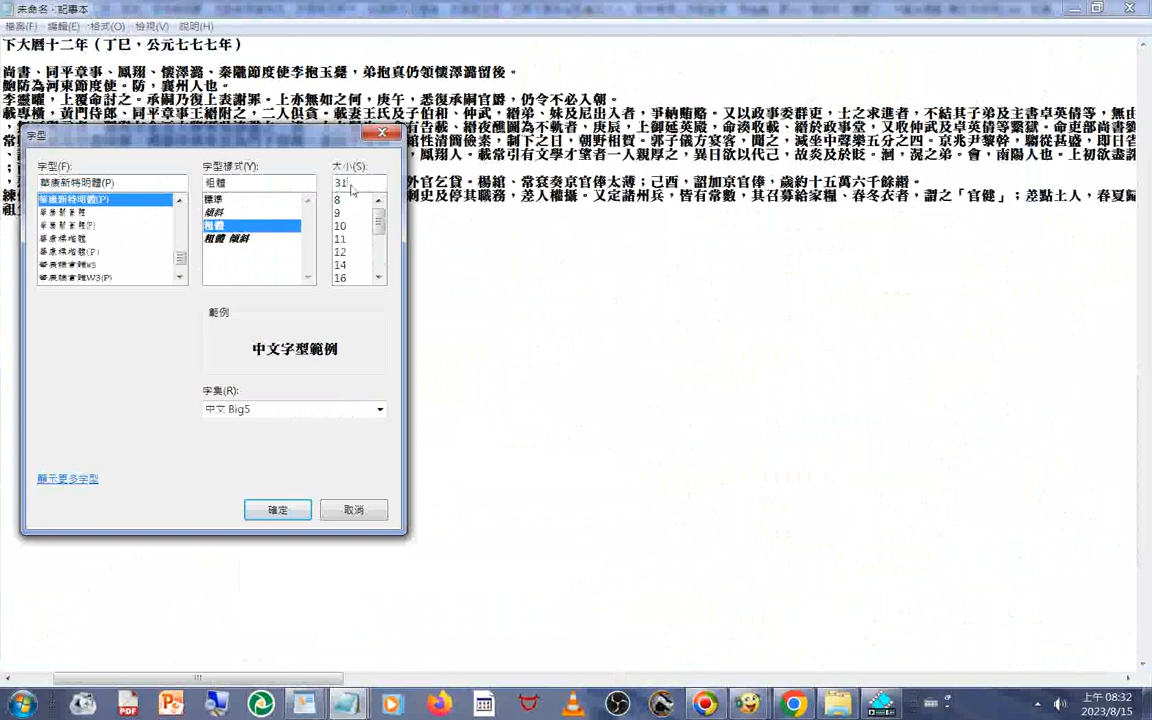 未命名 - 記事本
檔案(F) 編輯(E) 格式(O) 檢視(V) 說明(H)
下大曆十二年（丁巳，公元七七七年）
尚書、同平章事、鳳翔、懷澤潞、秦隴節度使李抱玉薨，弟抱真仍領懷澤潞留後。
鮑防為河東節度使。防，襄州人也。
李靈曜，上覆命討之。承嗣乃復上表謝罪。上亦無如之何，庚午，悉復承嗣官爵，仍令不必入朝。
載專橫，黃門侍郎、同平章事王縉附之，二人俱貪。載妻王氏及子伯和、仲武，縉弟、妹及尼出入者，爭納賄賂。又以政事委群吏，士之求進者，不結其子弟及主書卓英倩等，無由
有告載、縉夜醮圖為不軌者，庚辰，上御延英殿，命湊收載、縉於政事堂，又收仲武及卓英倩等繫獄。命吏部尚書劉
綰性清簡儉素，制下之日，朝野相賀。郭子儀方宴客，聞之，減坐中聲樂五分之四。京兆尹黎幹，騶從甚盛，即日省
，鳳翔人。載常引有文學才望者一人親厚之，異日欲以代己，故炎及於貶。洄，滉之弟。會，南陽人也。上初欲盡誅
外官乞貸。楊綰、常袞奏京官俸太薄；己酉，詔加京官俸，歲約十五萬六千餘緡。
刺史及停其職務，差人權攝。又定諸州兵，皆有常數，其召募給家糧、春冬衣者，謂之「官健」；差點土人，春夏歸
字型
字型(F): 字型樣式(Y): 大小(S):
華康新特明體(P) 粗體 31
華康新特明體(P) 標準 8
傾斜 9
粗體 10
粗體 傾斜 11
12
14
16
範例
中文字型範例
字集(R):
中文 Big5
顯示更多字型
確定 取消
上午 08:32
2023/8/15